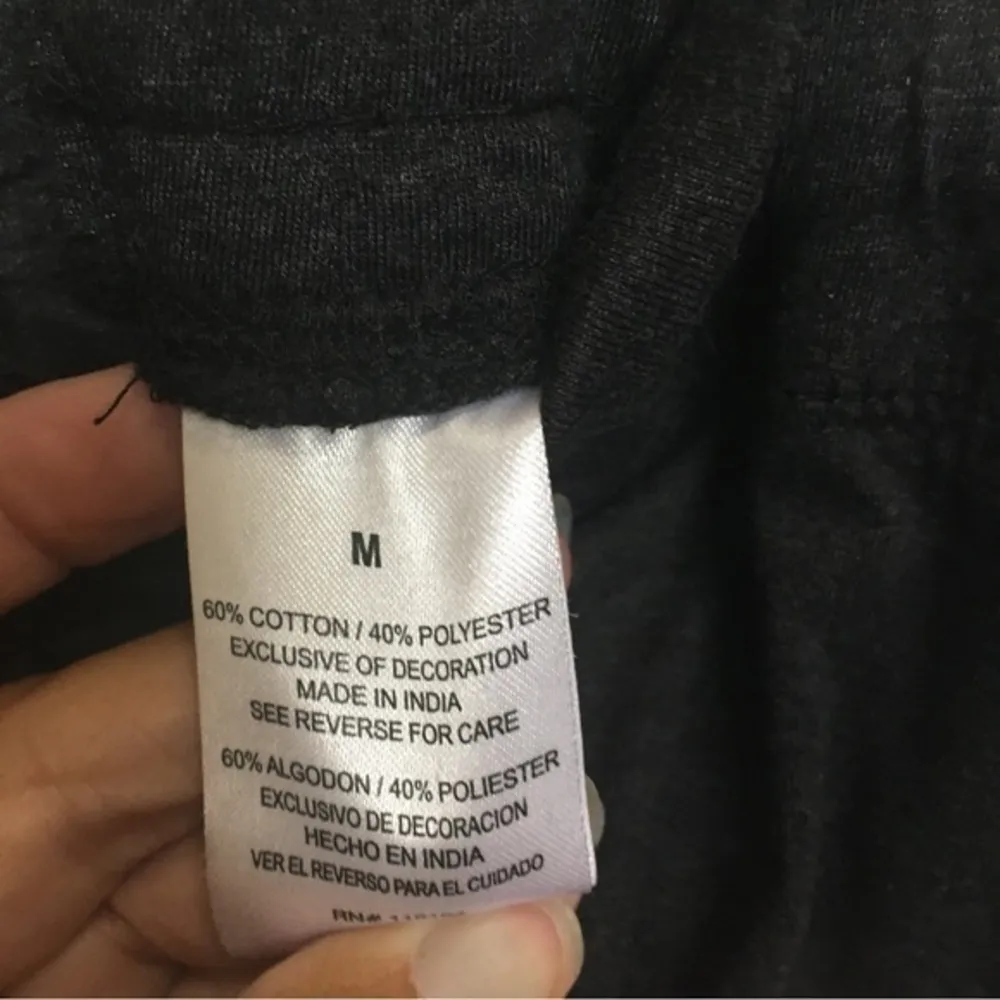 M
60% COTTON / 40% POLYESTER
EXCLUSIVE OF DECORATION
MADE IN INDIA
SEE REVERSE FOR CARE
60% ALGODON / 40% POLIESTER
EXCLUSIVO DE DECORACION
HECHO EN INDIA
VER EL REVERSO PARA EL CUIDADO
RN#